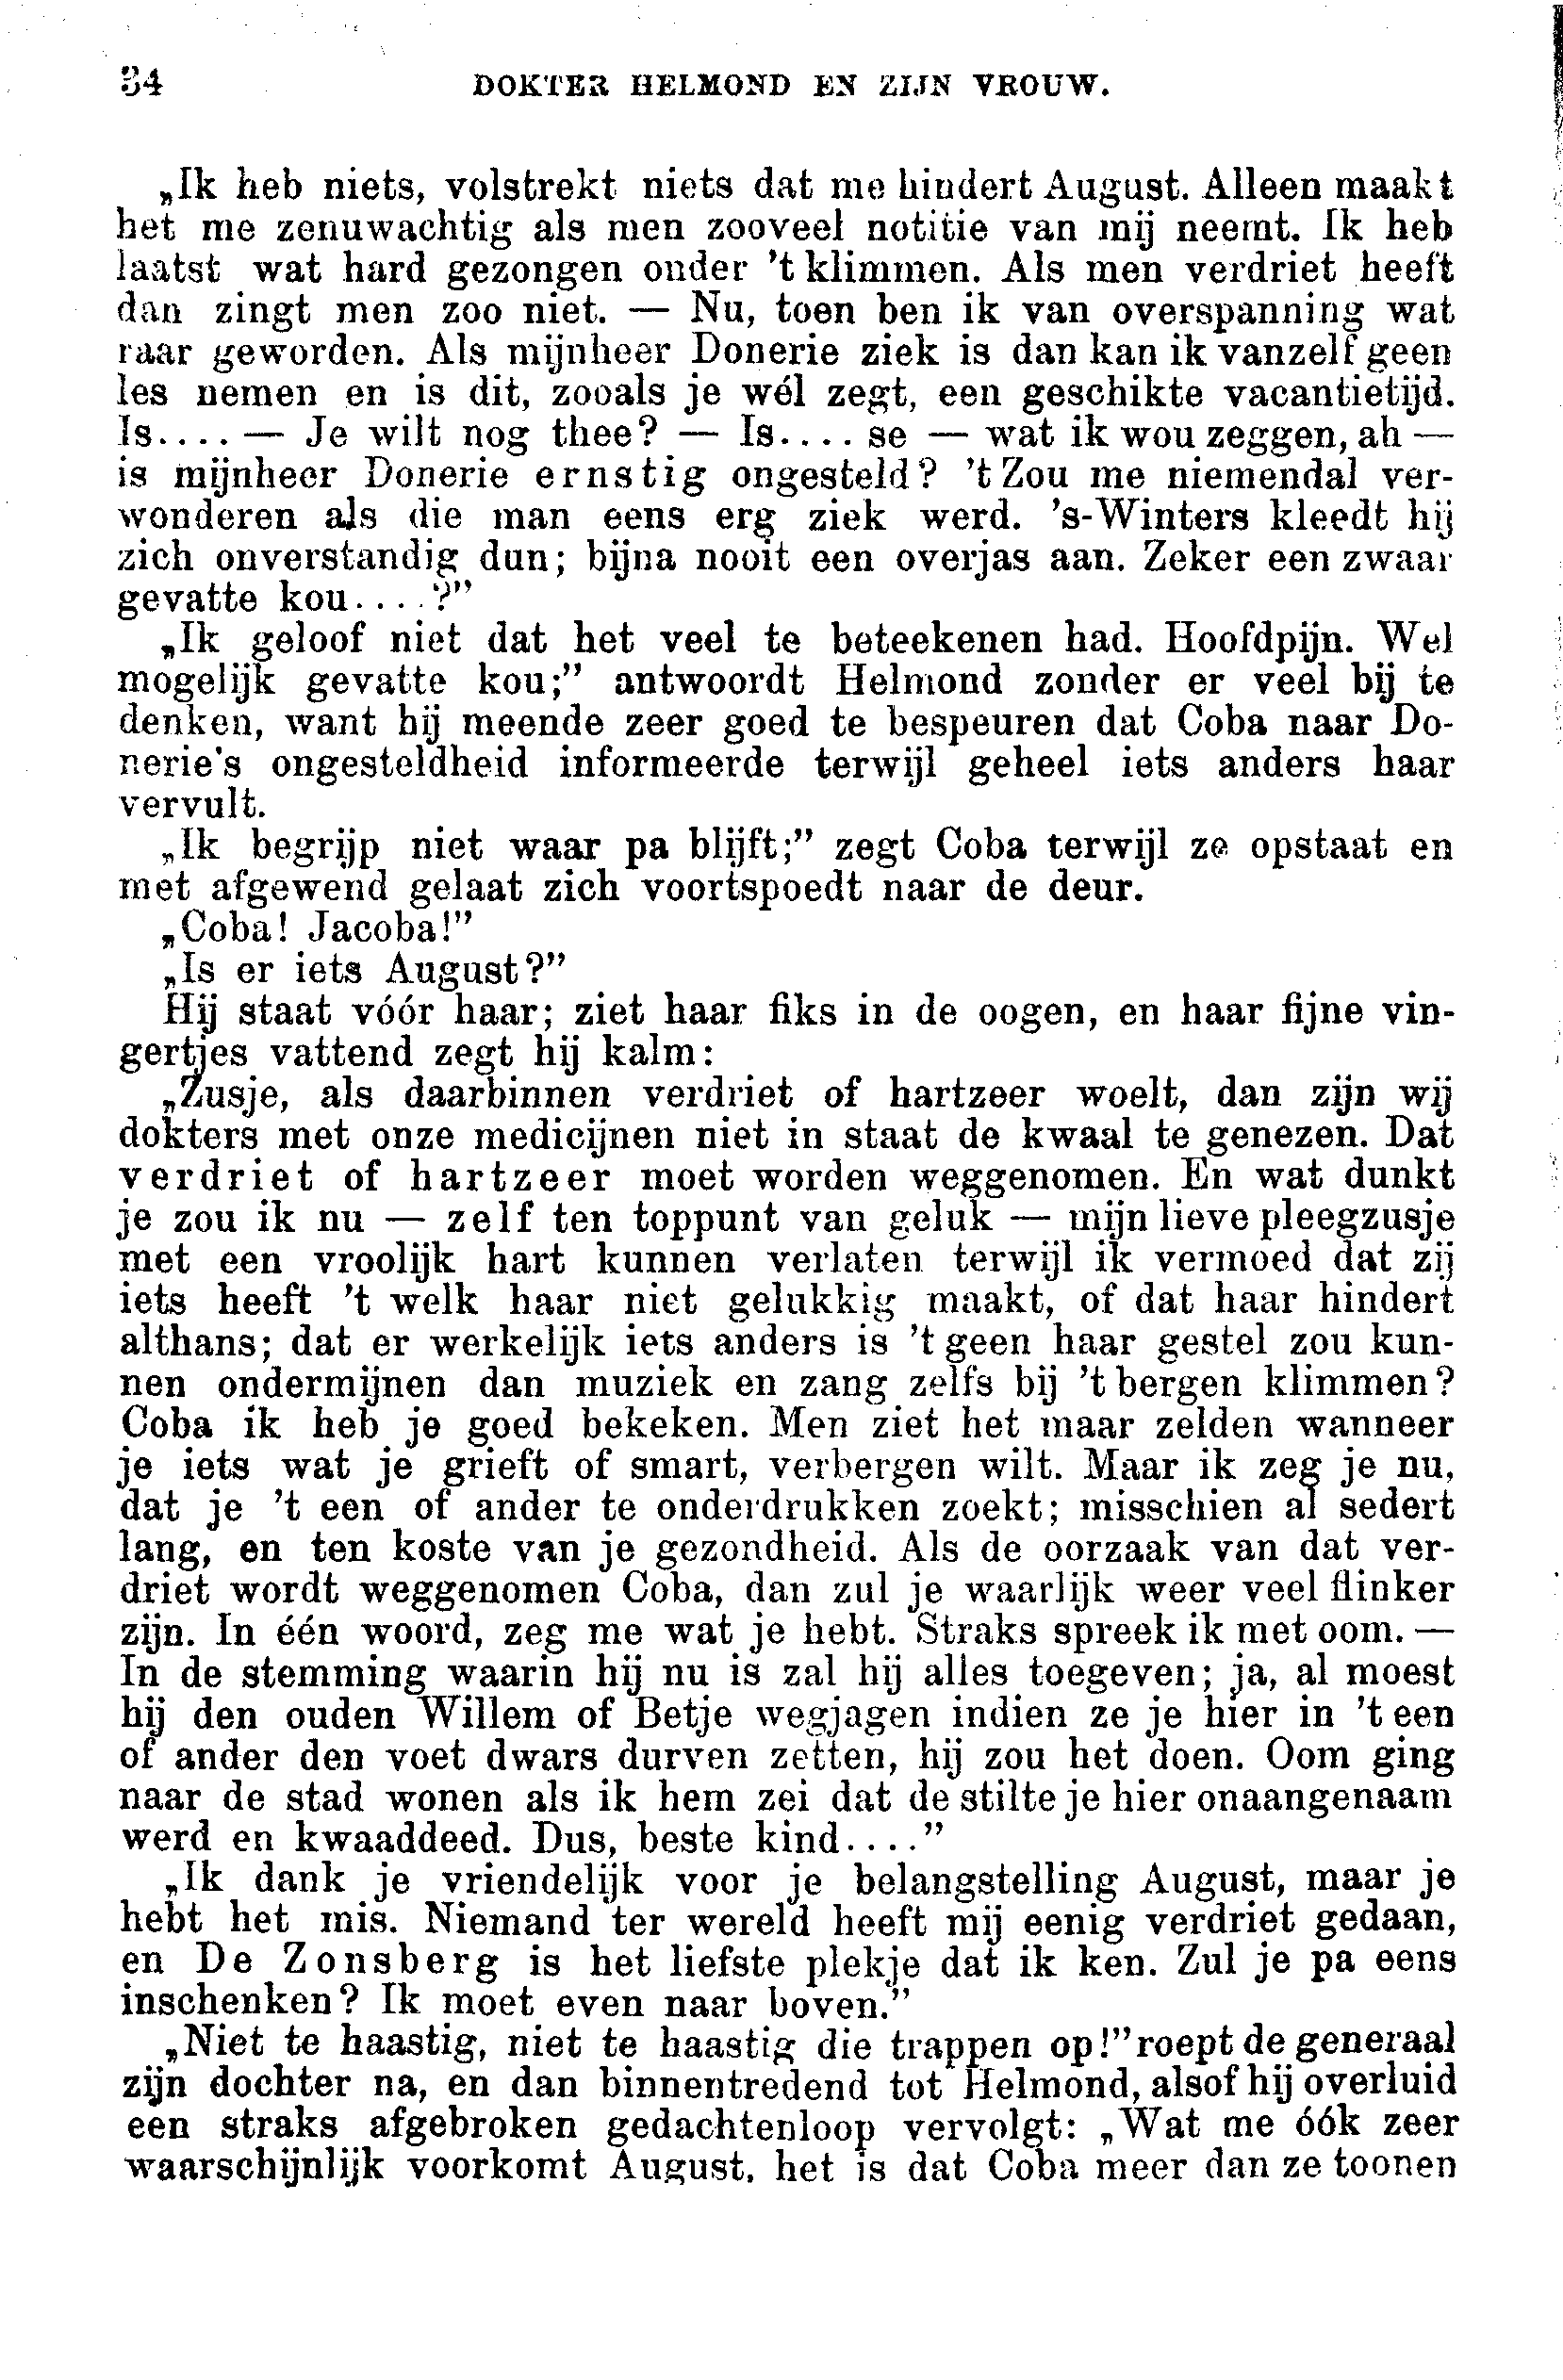 34 DOKTER HELMOND EN ZIJN VROUW.
„Ik heb niets, volstrekt niets dat me hindert August. Alleen maakt
het me zenuwachtig als men zooveel notitie van mij neemt. Ik heb
laatst wat hard gezongen onder 't klimmen. Als men verdriet heeft
dan zingt men zoo niet. — Nu, toen ben ik van overspanning wat
raar geworden. Als mijnheer Donerie ziek is dan kan ik vanzelf geen
les nemen en is dit, zooals je wél zegt, een geschikte vacantietijd.
Is.... — Je wilt nog thee? — Is.... se — wat ik wou zeggen, ah —
is mijnheer Donerie ernstig ongesteld? 't Zou me niemendal ver-
wonderen als die man eens erg ziek werd. 's-Winters kleedt hij
zich onverstandig dun; bijna nooit een overjas aan. Zeker een zwaar
gevatte kou....?”
„Ik geloof niet dat het veel te beteekenen had. Hoofdpijn. Wel
mogelijk gevatte kou;” antwoordt Helmond zonder er veel bij te
denken, want hij meende zeer goed te bespeuren dat Coba naar Do-
nerie's ongesteldheid informeerde terwijl geheel iets anders haar
vervult.
„Ik begrijp niet waar pa blijft;” zegt Coba terwijl ze opstaat en
met afgewend gelaat zich voortspoedt naar de deur.
„Coba! Jacoba!”
„Is er iets August?”
Hij staat vóór haar; ziet haar fiks in de oogen, en haar fijne vin-
gertjes vattend zegt hij kalm:
„Zusje, als daarbinnen verdriet of hartzeer woelt, dan zijn wij
dokters met onze medicijnen niet in staat de kwaal te genezen. Dat
verdriet of hartzeer moet worden weggenomen. En wat dunkt
je zou ik nu — zelf ten toppunt van geluk — mijn lieve pleegzusje
met een vroolijk hart kunnen verlaten terwijl ik vermoed dat zij
iets heeft 't welk haar niet gelukkig maakt, of dat haar hindert
althans; dat er werkelijk iets anders is 't geen haar gestel zou kun-
nen ondermijnen dan muziek en zang zelfs bij 't bergen klimmen?
Coba ik heb je goed bekeken. Men ziet het maar zelden wanneer
je iets wat je grieft of smart, verbergen wilt. Maar ik zeg je nu,
dat je 't een of ander te onderdrukken zoekt; misschien al sedert
lang, en ten koste van je gezondheid. Als de oorzaak van dat ver-
driet wordt weggenomen Coba, dan zul je waarlijk weer veel flinker
zijn. In één woord, zeg me wat je hebt. Straks spreek ik met oom. —
In de stemming waarin hij nu is zal hij alles toegeven; ja, al moest
hij den ouden Willem of Betje wegjagen indien ze je hier in 't een
of ander den voet dwars durven zetten, hij zou het doen. Oom ging
naar de stad wonen als ik hem zei dat de stilte je hier onaangenaam
werd en kwaaddeed. Dus, beste kind....”
„Ik dank je vriendelijk voor je belangstelling August, maar je
hebt het mis. Niemand ter wereld heeft mij eenig verdriet gedaan,
en De Zonsberg is het liefste plekje dat ik ken. Zul je pa eens
inschenken? Ik moet even naar boven.”
„Niet te haastig, niet te haastig die trappen op!” roept de generaal
zijn dochter na, en dan binnentredend tot Helmond, alsof hij overluid
een straks afgebroken gedachtenloop vervolgt: „Wat me óók zeer
waarschijnlijk voorkomt August, het is dat Coba meer dan ze toonen